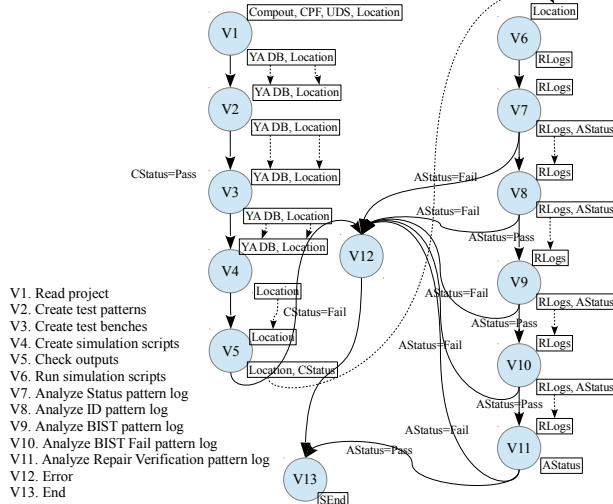 Compout, CPF, UDS, Location
V1
YA DB, Location
YA DB, Location
V2
YA DB, Location
CStatus=Pass
YA DB, Location
V3
YA DB, Location
YA DB, Location
V4
Location
CStatus=Fail
Location
V5
Location, CStatus
Location
V6
RLogs
RLogs
V7
RLogs, AStatus
AStatus=Fail
RLogs
V8
AStatus=Fail
RLogs, AStatus
AStatus=Pass
V12
RLogs
V9
AStatus=Fail
RLogs, AStatus
AStatus=Pass
AStatus=Fail
RLogs
V10
RLogs, AStatus
AStatus=Pass
AStatus=Fail
RLogs
V11
AStatus=Pass
AStatus
V13
SEnd
V1. Read project
V2. Create test patterns
V3. Create test benches
V4. Create simulation scripts
V5. Check outputs
V6. Run simulation scripts
V7. Analyze Status pattern log
V8. Analyze ID pattern log
V9. Analyze BIST pattern log
V10. Analyze BIST Fail pattern log
V11. Analyze Repair Verification pattern log
V12. Error
V13. End